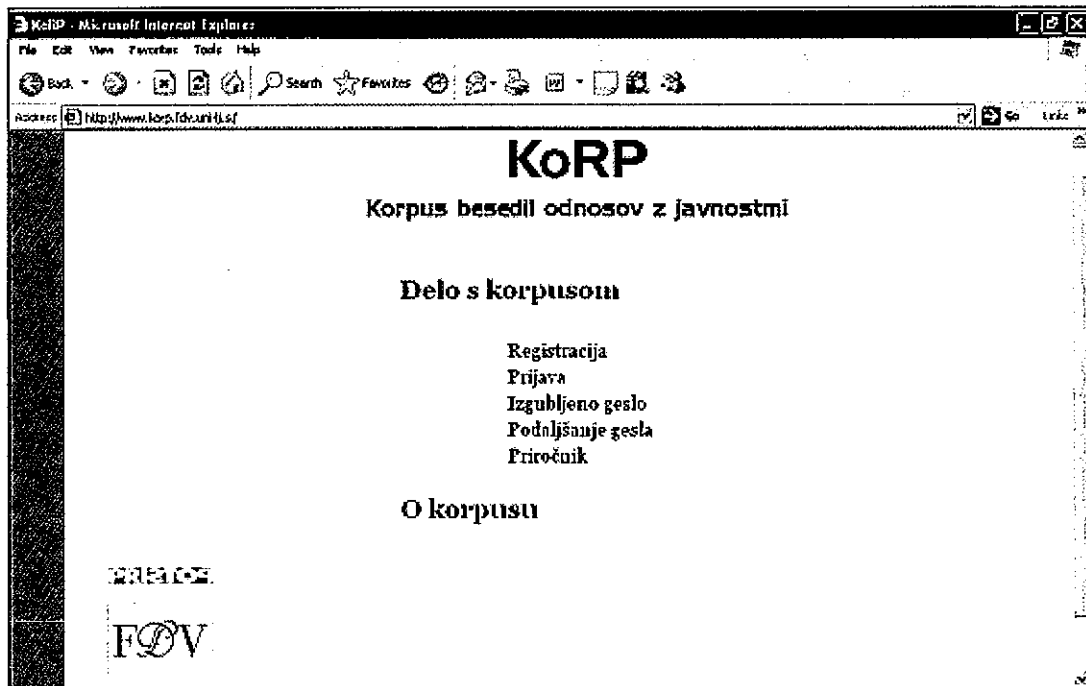 KoRP - Microsoft Internet Explorer
File Edit View Favorites Tools Help
Back Search Favorites
Address http://www.korp.fdv.uni-lj.si/ Go Links »
KoRP
Korpus besedil odnosov z javnostmi
Delo s korpusom
Registracija
Prijava
Izgubljeno geslo
Podaljšanje gesla
Priročnik
O korpusu
FDV